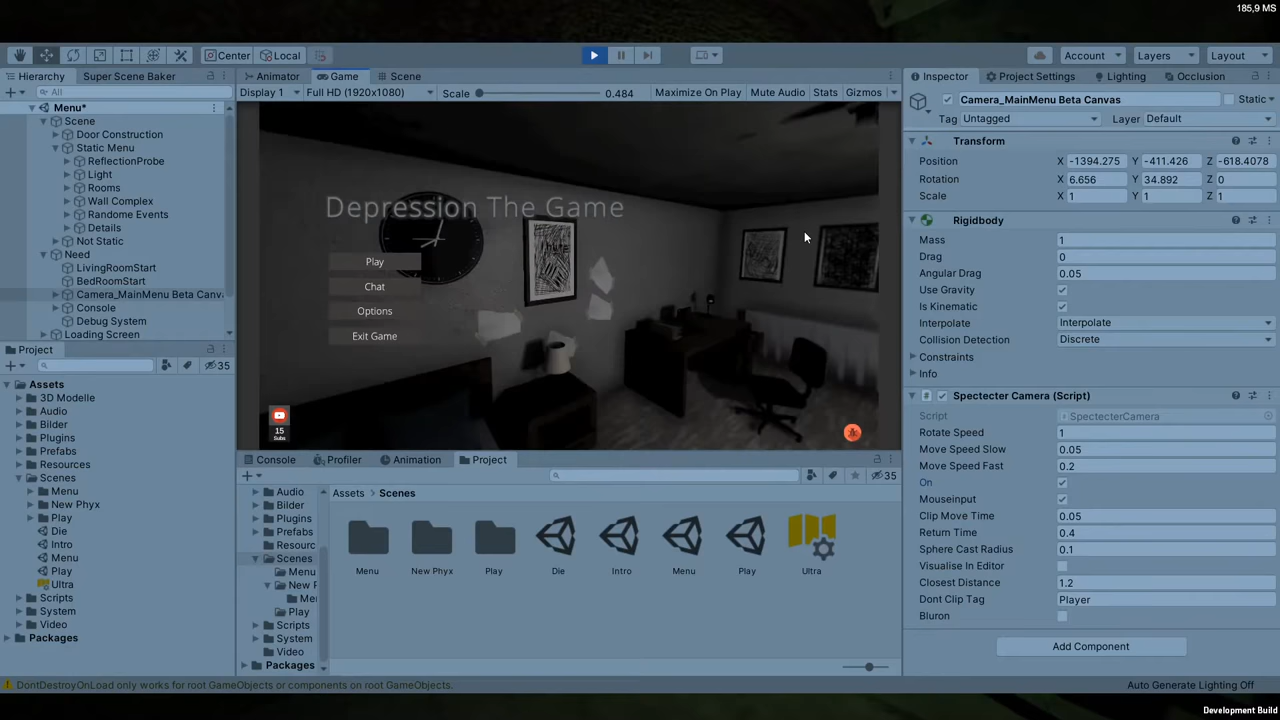 185,9 MS
Center Local Account Layers Layout
Hierarchy Super Scene Baker Animator Game Scene Inspector Project Settings Lighting Occlusion
All
Display 1 Full HD (1920x1080) Scale 0.484 Maximize On Play Mute Audio Stats Gizmos
Menu*
Scene
Door Construction
Static Menu
ReflectionProbe
Light
Rooms
Wall Complex
Randome Events
Details
Not Static
Need
LivingRoomStart
BedRoomStart
Camera_MainMenu Beta Canv
Console
Debug System
Loading Screen
Depression The Game
Play
Chat
Options
Exit Game
15
Subs
Camera_MainMenu Beta Canvas Static
Tag Untagged Layer Default
Transform
Position X -1394.275 Y -411.426 Z -618.4078
Rotation X 6.656 Y 34.892 Z 0
Scale X 1 Y 1 Z 1
Rigidbody
Mass 1
Drag 0
Angular Drag 0.05
Use Gravity
Is Kinematic
Interpolate Interpolate
Collision Detection Discrete
Constraints
Info
Spectecter Camera (Script)
Script SpectecterCamera
Rotate Speed 1
Move Speed Slow 0.05
Move Speed Fast 0.2
On
Mouseinput
Clip Move Time 0.05
Return Time 0.4
Sphere Cast Radius 0.1
Visualise In Editor
Closest Distance 1.2
Dont Clip Tag Player
Bluron
Add Component
Project
35
Assets
3D Modelle
Audio
Bilder
Plugins
Prefabs
Resources
Scenes
Menu
New Phyx
Play
Die
Intro
Menu
Play
Ultra
Scripts
System
Video
Packages
Console Profiler Animation Project
35
Audio
Bilder
Plugins
Prefabs
Resourc
Scenes
Menu
New P
Me
Play
Scripts
System
Video
Packages
Assets > Scenes
Menu New Phyx Play Die Intro Menu Play Ultra
DontDestroyOnLoad only works for root GameObjects or components on root GameObjects.
Auto Generate Lighting Off
Development Build